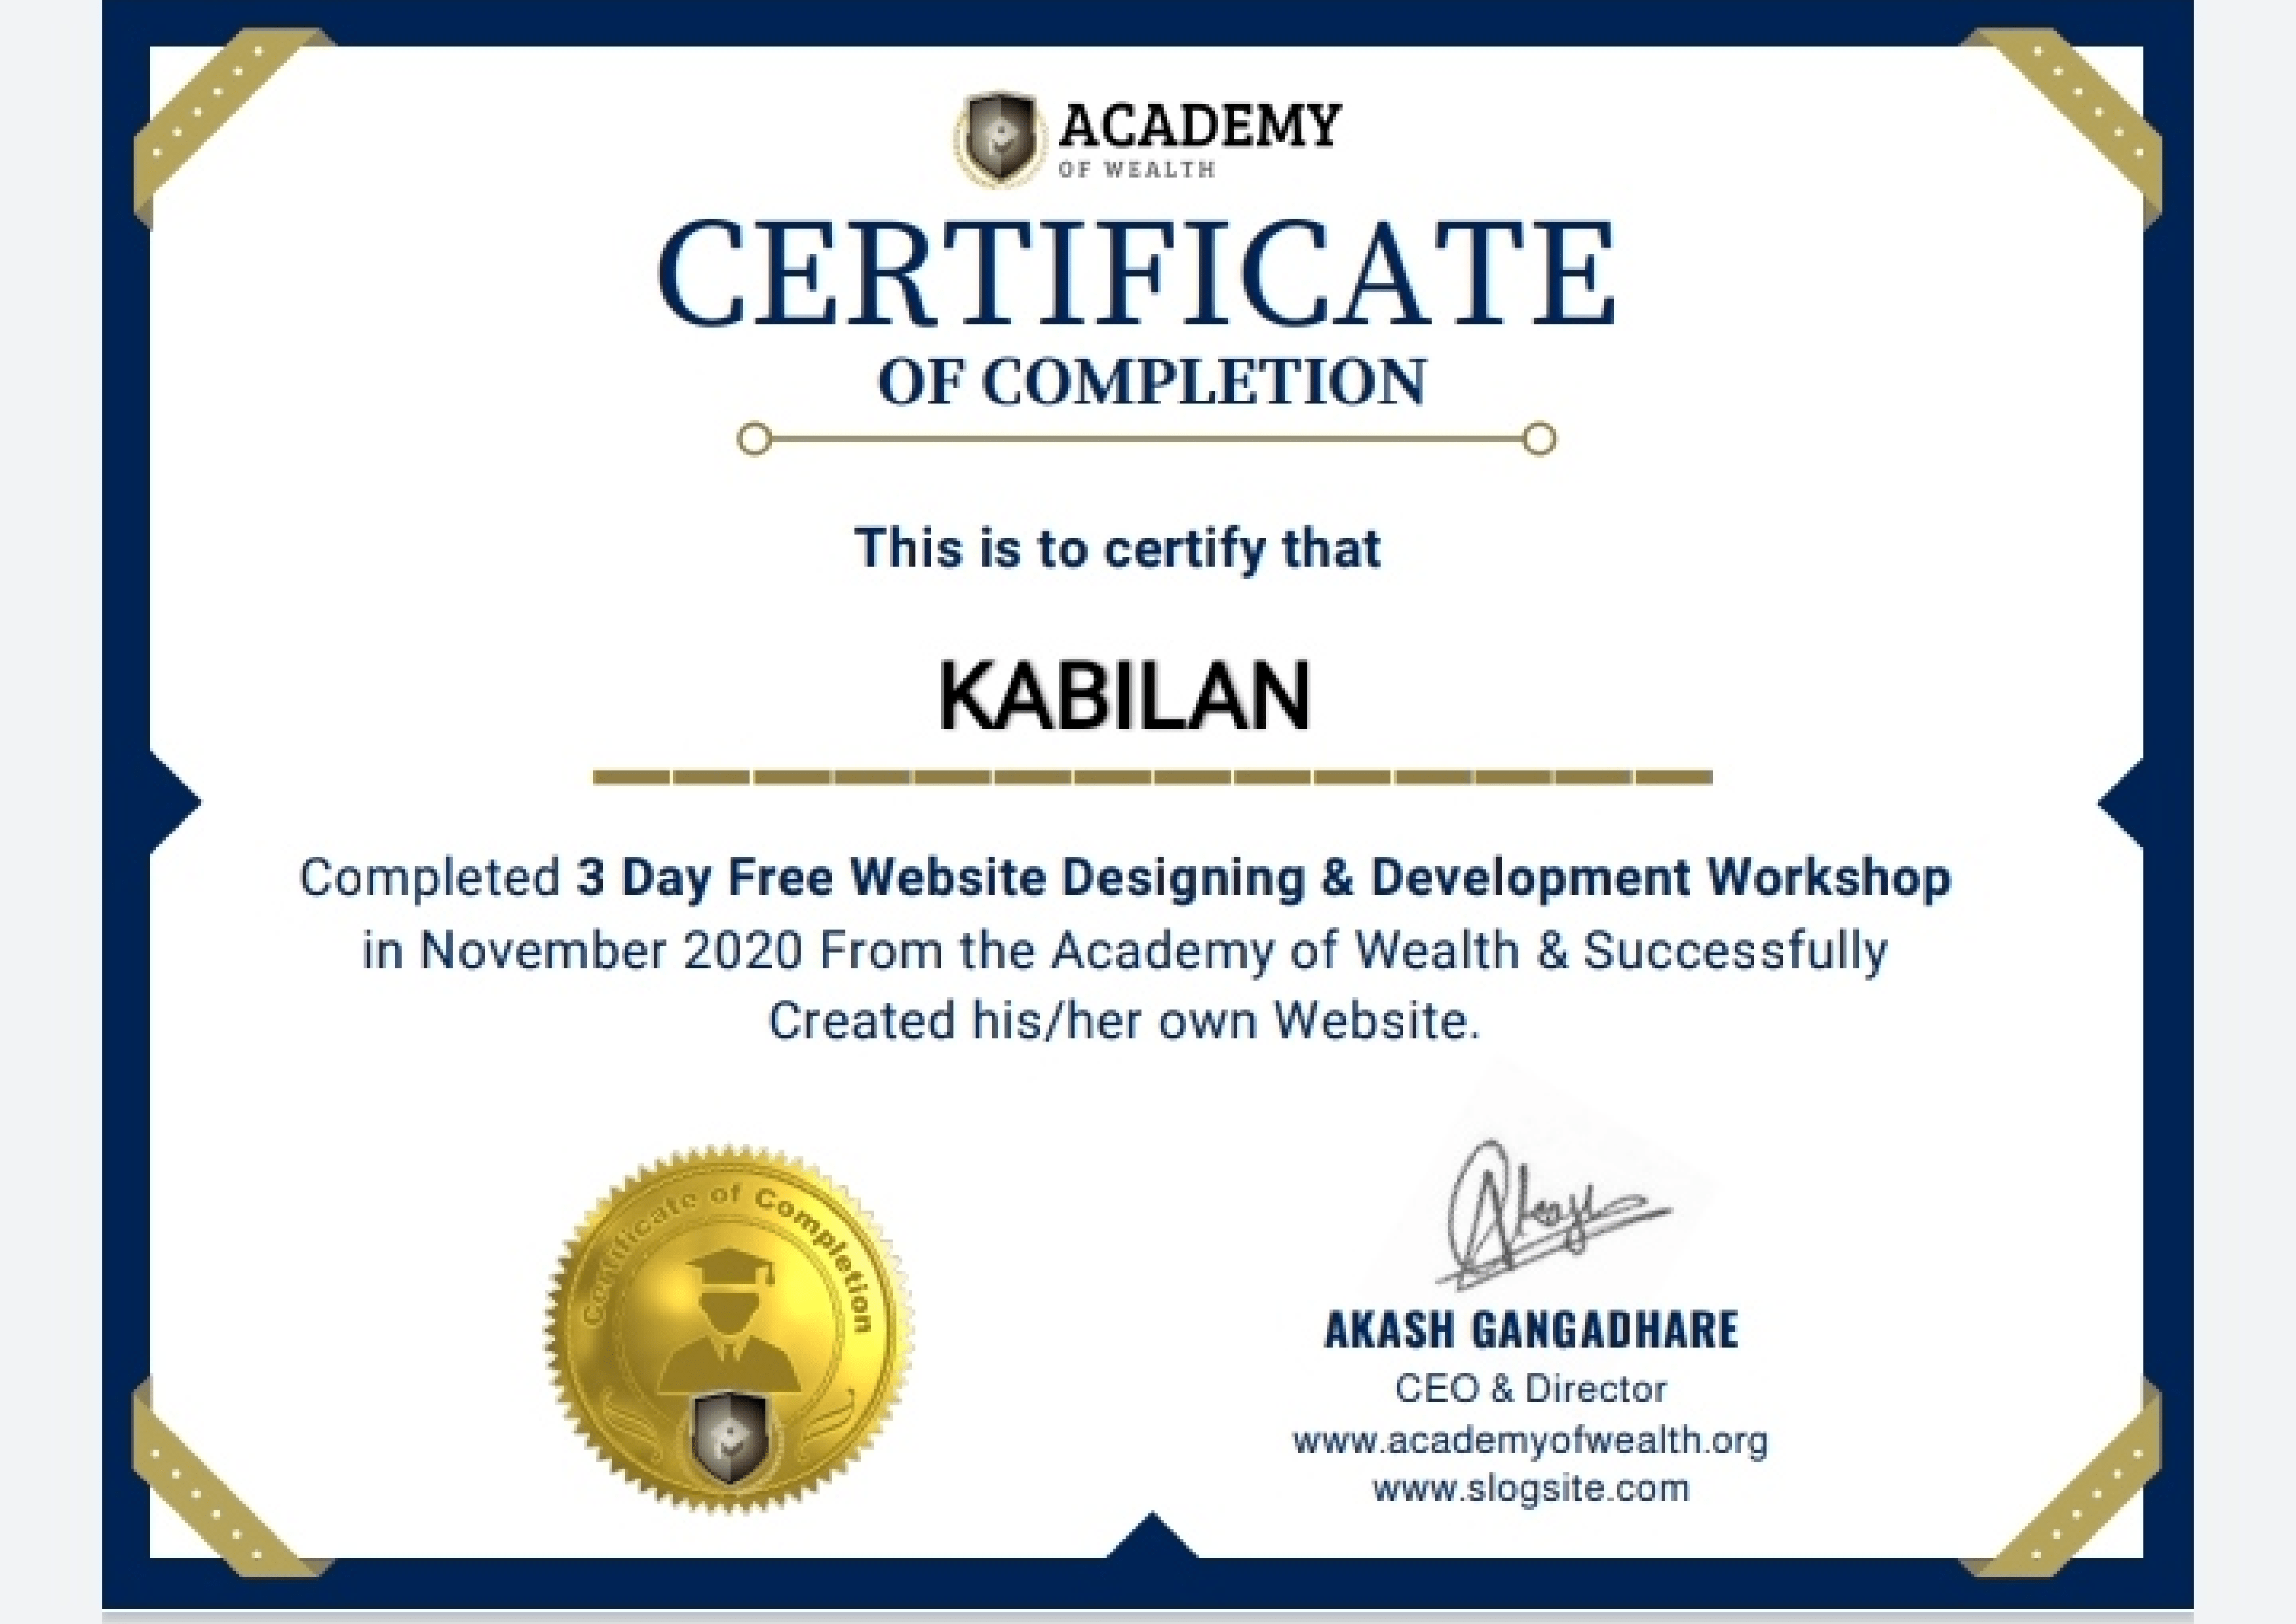 ACADEMY
OF WEALTH
CERTIFICATE
OF COMPLETION
This is to certify that
KABILAN
Completed 3 Day Free Website Designing & Development Workshop
in November 2020 From the Academy of Wealth & Successfully
Created his/her own Website.
Certificate of Completion
Akash
AKASH GANGADHARE
CEO & Director
www.academyofwealth.org
www.slogsite.com